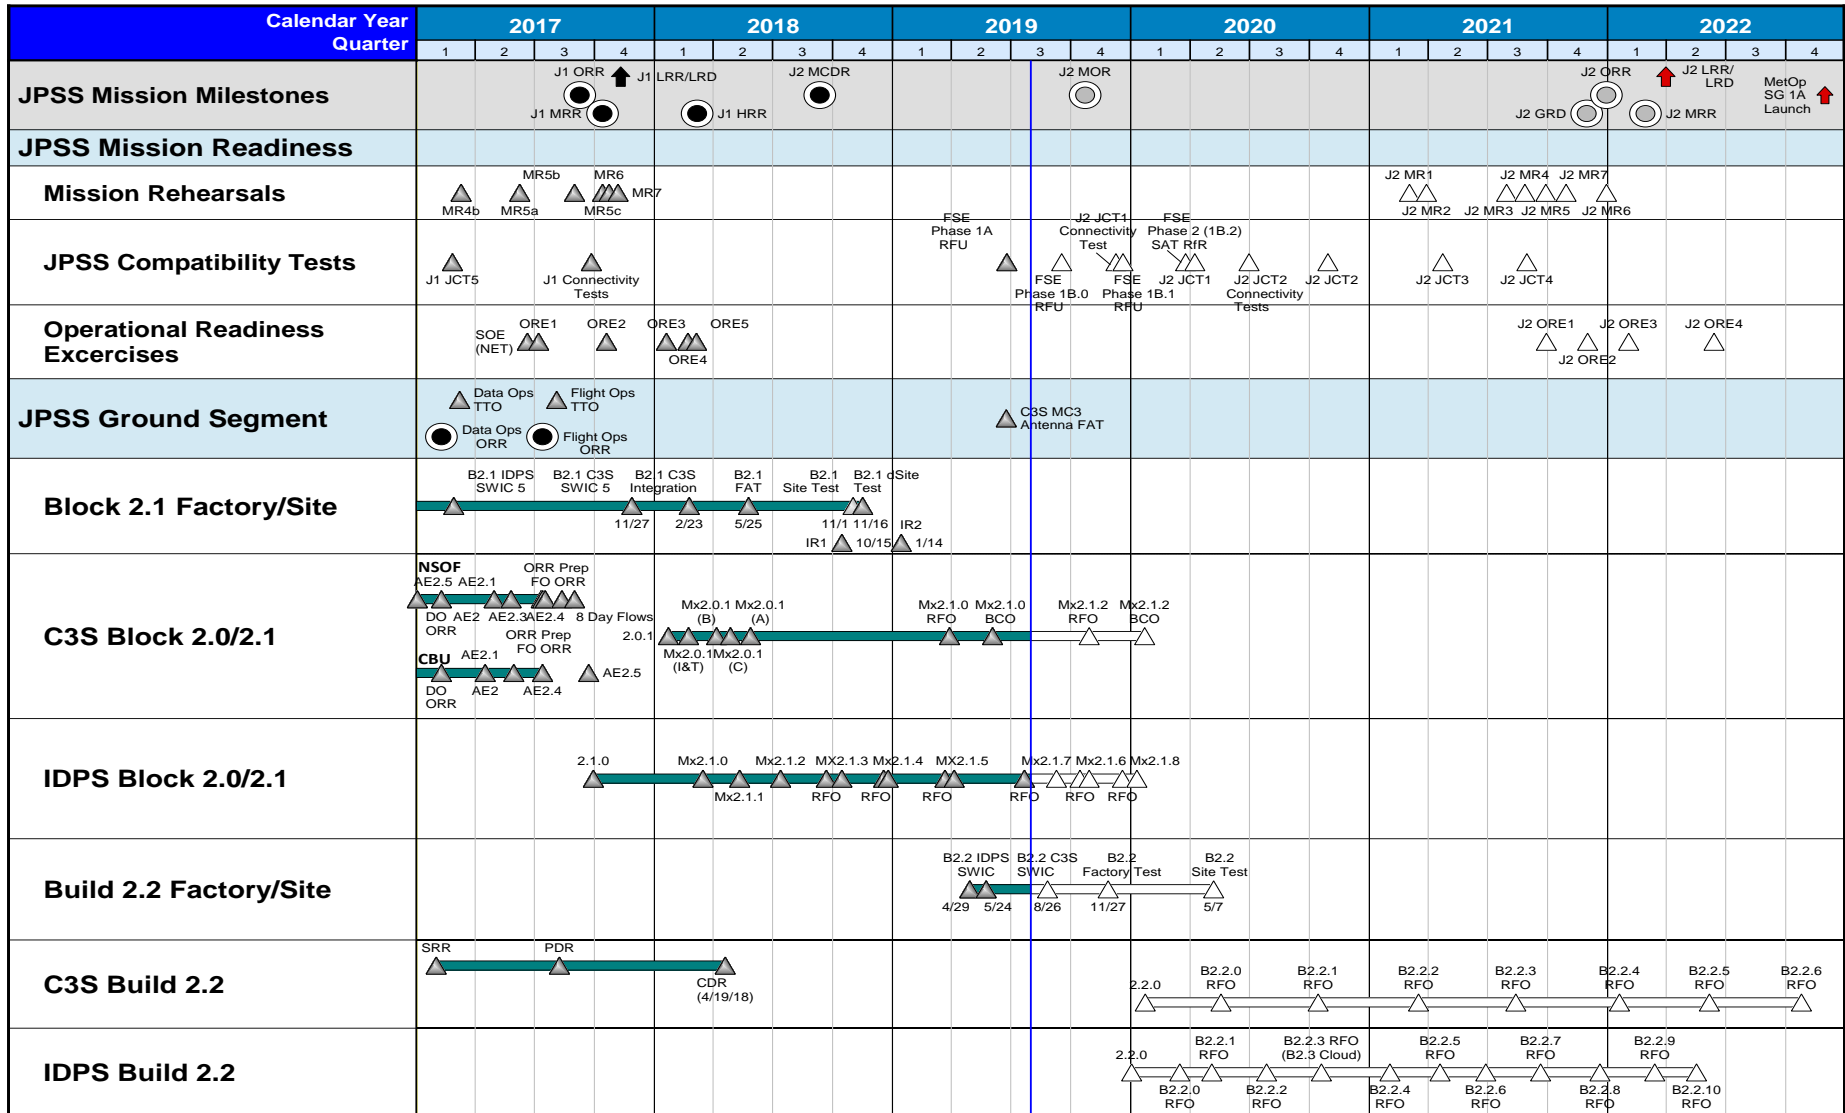 Calendar Year
Quarter
2017 2018 2019 2020 2021 2022
1 2 3 4 1 2 3 4 1 2 3 4 1 2 3 4 1 2 3 4 1 2 3 4
JPSS Mission Milestones
J1 ORR
J1 LRR/LRD
J1 MRR
J1 HRR
J2 MCDR
J2 MOR
J2 ORR
J2 GRD
J2 LRR/
LRD
J2 MRR
MetOp
SG 1A
Launch
JPSS Mission Readiness
Mission Rehearsals
MR5b
MR6
MR7
MR4b
MR5a
MR5c
J2 MR1
J2 MR4
J2 MR7
J2 MR2
J2 MR3
J2 MR5
J2 MR6
JPSS Compatibility Tests
J1 JCT5
J1 Connectivity
Tests
FSE
Phase 1A
RFU
J2 JCT1
Connectivity
Test
FSE
Phase 2 (1B.2)
SAT RfR
FSE
Phase 1B.0
RFU
FSE
Phase 1B.1
RFU
J2 JCT1
J2 JCT2
Connectivity
Tests
J2 JCT2
J2 JCT3
J2 JCT4
Operational Readiness
Excercises
SOE
(NET)
ORE1
ORE2
ORE3
ORE5
ORE4
J2 ORE1
J2 ORE3
J2 ORE4
J2 ORE2
JPSS Ground Segment
Data Ops
TTO
Flight Ops
TTO
Data Ops
ORR
Flight Ops
ORR
C3S MC3
Antenna FAT
Block 2.1 Factory/Site
B2.1 IDPS
SWIC 5
B2.1 C3S
SWIC 5
B2.1 C3S
Integration
B2.1
FAT
B2.1
Site Test
B2.1 dSite
Test
11/27
2/23
5/25
11/1
11/16
IR1
10/15
IR2
1/14
C3S Block 2.0/2.1
NSOF
AE2.5
AE2.1
ORR Prep
FO ORR
DO
ORR
AE2
AE2.3
AE2.4
8 Day Flows
ORR Prep
FO ORR
CBU
AE2.1
AE2.5
DO
ORR
AE2
AE2.4
2.0.1
Mx2.0.1
(B)
Mx2.0.1
(A)
Mx2.0.1
(I&T)
Mx2.0.1
(C)
Mx2.1.0
RFO
Mx2.1.0
BCO
Mx2.1.2
RFO
Mx2.1.2
BCO
IDPS Block 2.0/2.1
2.1.0
Mx2.1.0
Mx2.1.2
MX2.1.3
Mx2.1.4
MX2.1.5
Mx2.1.7
Mx2.1.6
Mx2.1.8
Mx2.1.1
RFO
RFO
RFO
RFO
RFO
RFO
Build 2.2 Factory/Site
B2.2 IDPS
SWIC
B2.2 C3S
SWIC
B2.2
Factory Test
B2.2
Site Test
4/29
5/24
8/26
11/27
5/7
C3S Build 2.2
SRR
PDR
CDR
(4/19/18)
2.2.0
B2.2.0
RFO
B2.2.1
RFO
B2.2.2
RFO
B2.2.3
RFO
B2.2.4
RFO
B2.2.5
RFO
B2.2.6
RFO
IDPS Build 2.2
2.2.0
B2.2.1
RFO
B2.2.3 RFO
(B2.3 Cloud)
B2.2.5
RFO
B2.2.7
RFO
B2.2.9
RFO
B2.2.0
RFO
B2.2.2
RFO
B2.2.4
RFO
B2.2.6
RFO
B2.2.8
RFO
B2.2.10
RFO